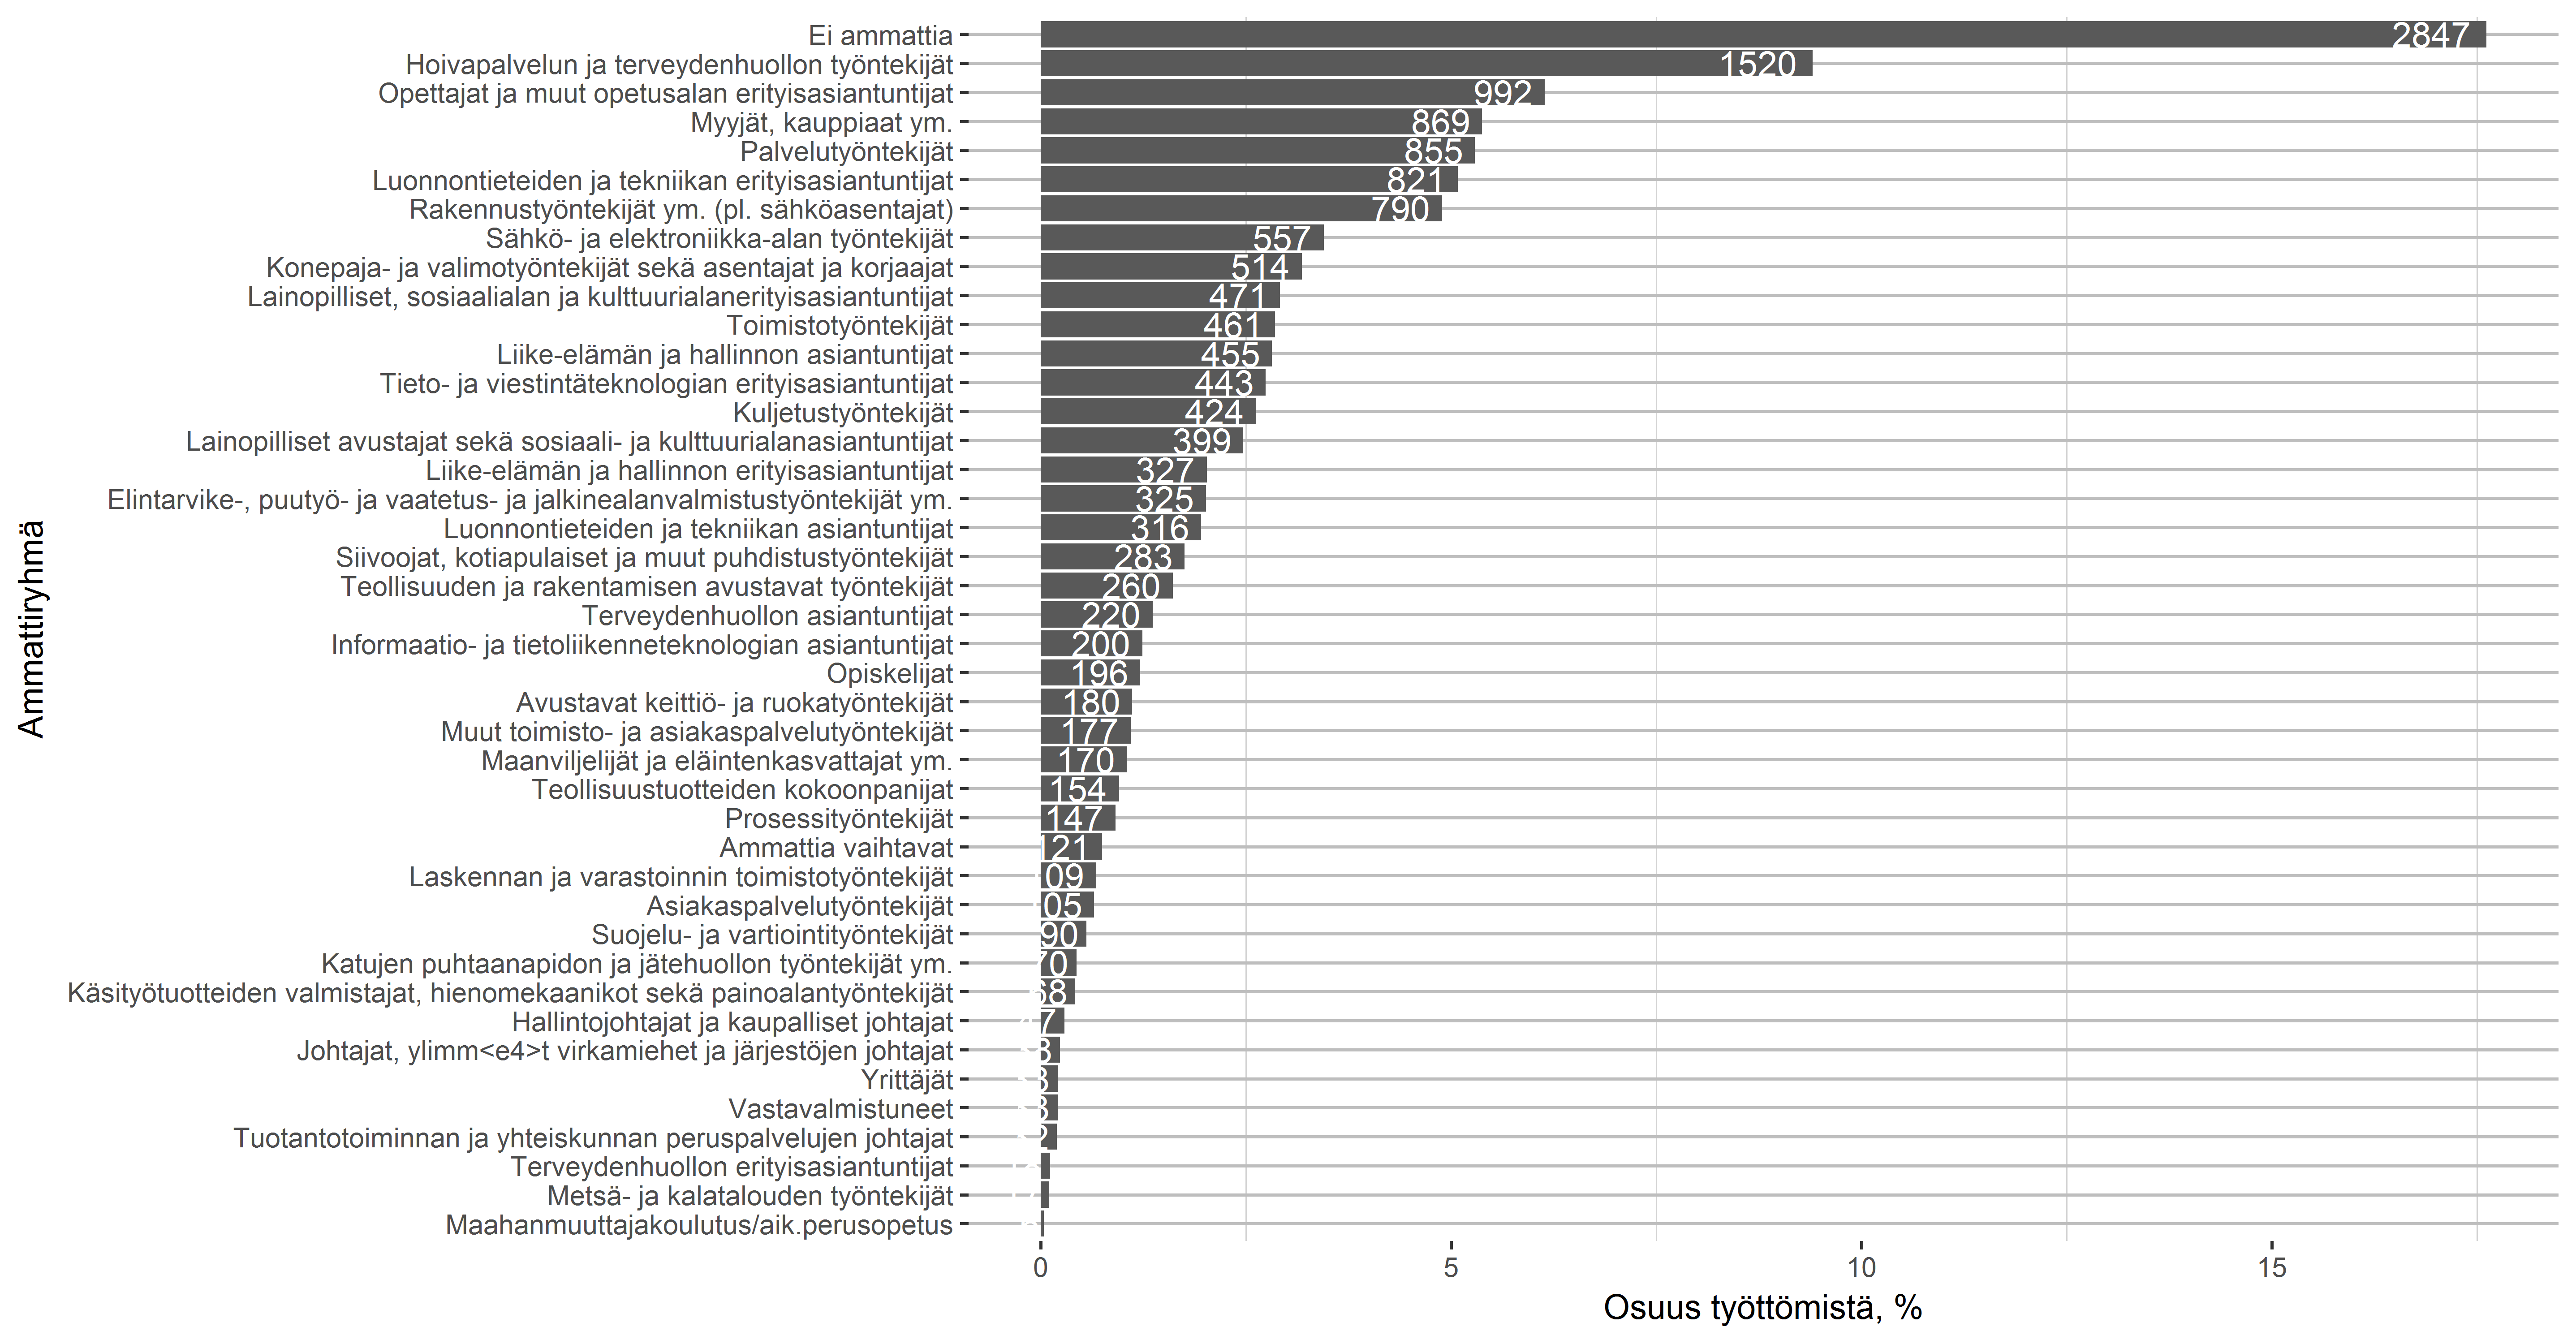 Ei ammattia 2847
Hoivapalvelun ja terveydenhuollon työntekijät 1520
Opettajat ja muut opetusalan erityisasiantuntijat 992
Myyjät, kauppiaat ym. 869
Palvelutyöntekijät 855
Luonnontieteiden ja tekniikan erityisasiantuntijat 821
Rakennustyöntekijät ym. (pl. sähköasentajat) 790
Sähkö- ja elektroniikka-alan työntekijät 557
Konepaja- ja valimotyöntekijät sekä asentajat ja korjaajat 514
Lainopilliset, sosiaalialan ja kulttuurialanerityisasiantuntijat 471
Toimistotyöntekijät 461
Liike-elämän ja hallinnon asiantuntijat 455
Tieto- ja viestintäteknologian erityisasiantuntijat 443
Kuljetustyöntekijät 424
Lainopilliset avustajat sekä sosiaali- ja kulttuurialanasiantuntijat 399
Liike-elämän ja hallinnon erityisasiantuntijat 327
Elintarvike-, puutyö- ja vaatetus- ja jalkinealanvalmistustyöntekijät ym. 325
Luonnontieteiden ja tekniikan asiantuntijat 316
Siivoojat, kotiapulaiset ja muut puhdistustyöntekijät 283
Teollisuuden ja rakentamisen avustavat työntekijät 260
Terveydenhuollon asiantuntijat 220
Informaatio- ja tietoliikenneteknologian asiantuntijat 200
Opiskelijat 196
Avustavat keittiö- ja ruokatyöntekijät 180
Muut toimisto- ja asiakaspalvelutyöntekijät 177
Maanviljelijät ja eläintenkasvattajat ym. 170
Teollisuustuotteiden kokoonpanijat 154
Prosessityöntekijät 147
Ammattia vaihtavat 121
Laskennan ja varastoinnin toimistotyöntekijät 109
Asiakaspalvelutyöntekijät 105
Suojelu- ja vartiointityöntekijät 90
Katujen puhtaanapidon ja jätehuollon työntekijät ym. 70
Käsityötuotteiden valmistajat, hienomekaanikot sekä painoalantyöntekijät 68
Hallintojohtajat ja kaupalliset johtajat 47
Johtajat, ylimm<e4>t virkamiehet ja järjestöjen johtajat
Yrittäjät
Vastavalmistuneet
Tuotantotoiminnan ja yhteiskunnan peruspalvelujen johtajat
Terveydenhuollon erityisasiantuntijat
Metsä- ja kalatalouden työntekijät
Maahanmuuttajakoulutus/aik.perusopetus
0 5 10 15
Osuus työttömistä, %
Ammattiryhmä